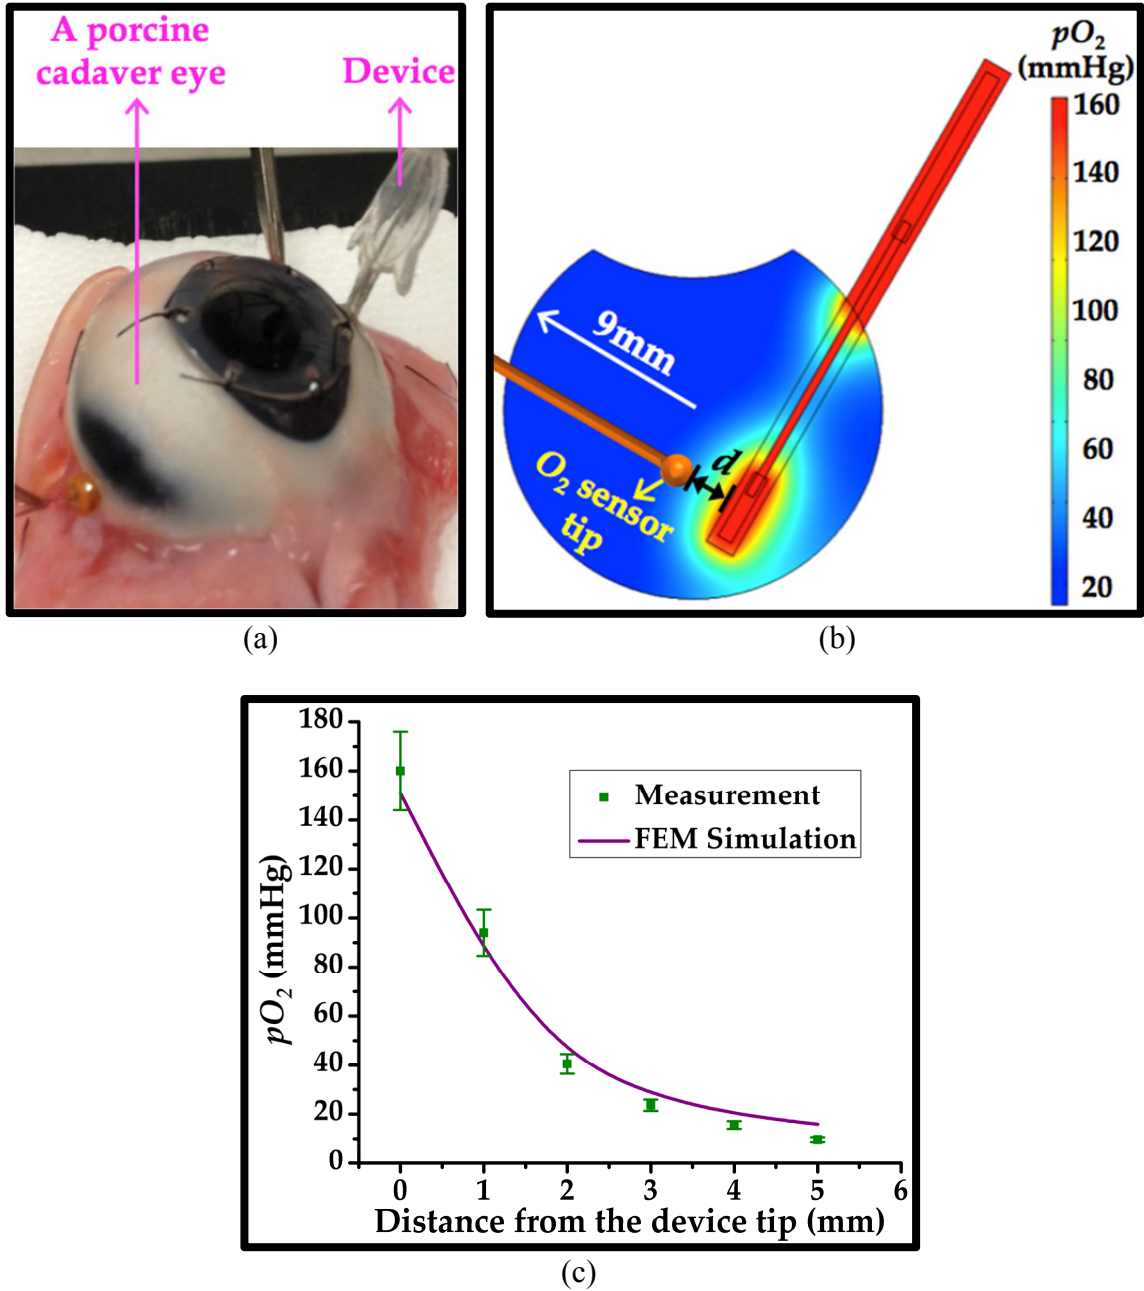 A porcine
cadaver eye
Device
(a)
pO2
(mmHg)
160
140
120
100
80
60
40
20
9mm
d
O2 sensor
tip
(b)
180
160
140
120
100
80
60
40
20
0
pO2 (mmHg)
Measurement
FEM Simulation
0 1 2 3 4 5 6
Distance from the device tip (mm)
(c)